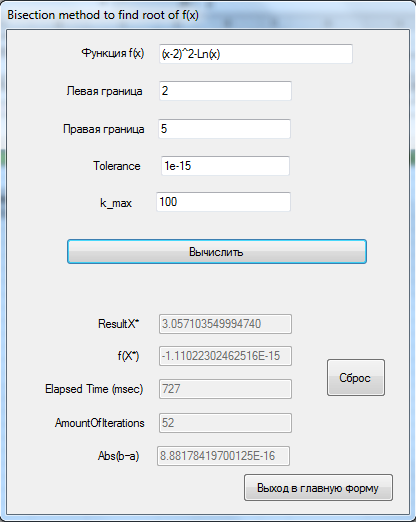 Bisection method to find root of f(x)
Функция f(x) (x-2)^2-Ln(x)
Левая граница 2
Правая граница 5
Tolerance 1e-15
k_max 100
Вычислить
ResultX* 3.057103549994740
f(X*) -1.11022302462516E-15
Elapsed Time (msec) 727
Сброс
AmountOfIterations 52
Abs(b-a) 8.88178419700125E-16
Выход в главную форму